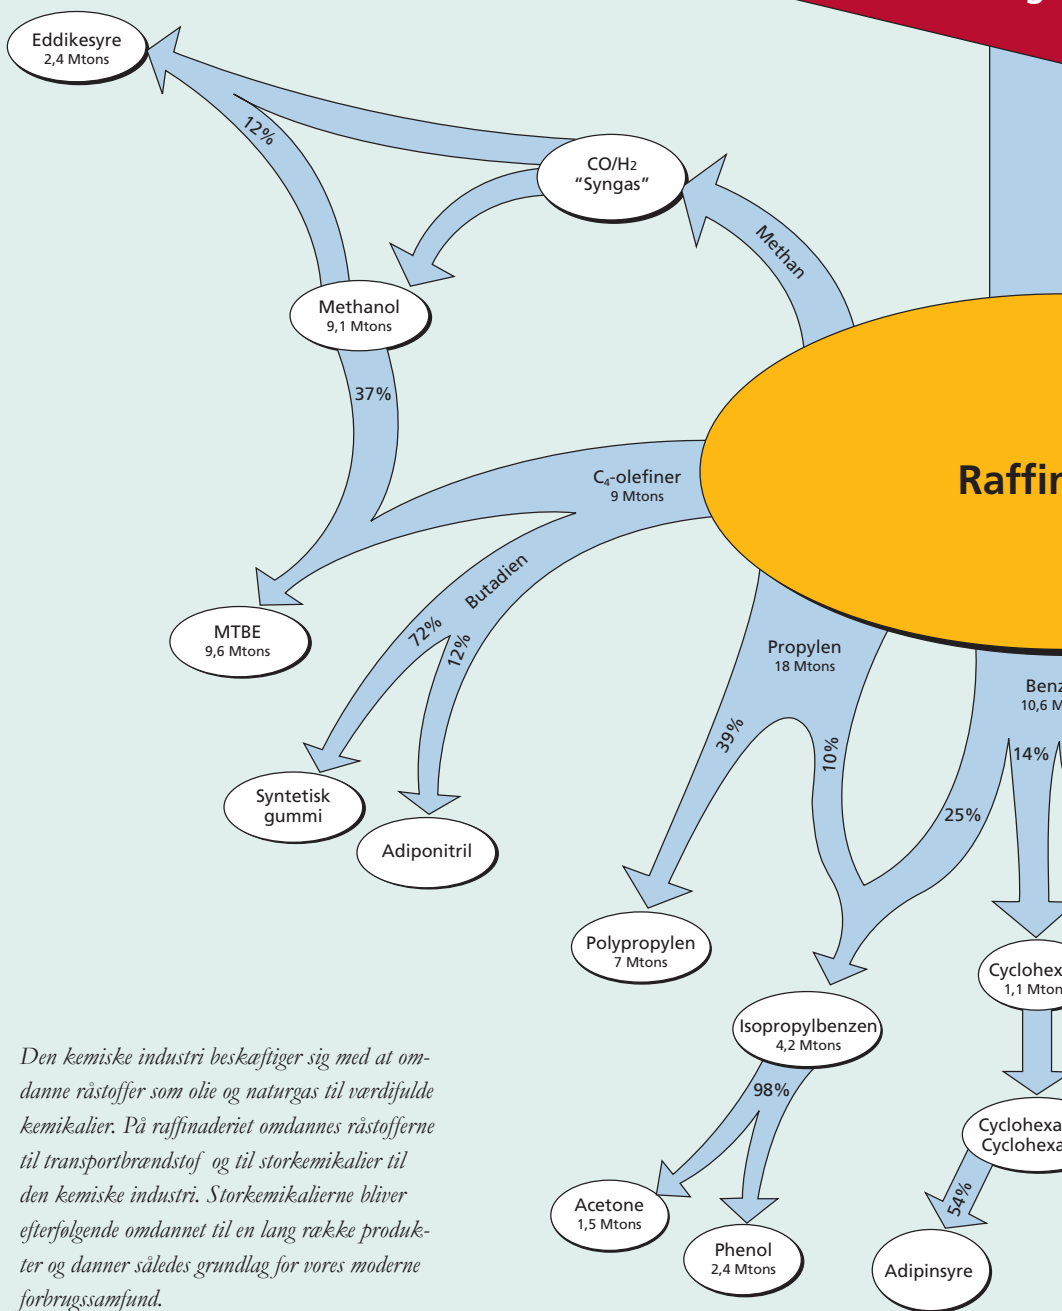 Eddikesyre
2,4 Mtons
12%
CO/H2
“Syngas”
Methan
Methanol
9,1 Mtons
37%
C4-olefiner
9 Mtons
Raffin
Butadien
72%
12%
MTBE
9,6 Mtons
Propylen
18 Mtons
Benz
10,6 M
39%
10%
14%
25%
Syntetisk
gummi
Adiponitril
Polypropylen
7 Mtons
Cyclohexa
1,1 Mton
Isopropylbenzen
4,2 Mtons
98%
Cyclohexa
Cyclohexa
54%
Acetone
1,5 Mtons
Phenol
2,4 Mtons
Adipinsyre
Den kemiske industri beskæftiger sig med at om-
danne råstoffer som olie og naturgas til værdifulde
kemikalier. På raffinaderiet omdannes råstofferne
til transportbrændstof og til storkemikalier til
den kemiske industri. Storkemikalierne bliver
efterfølgende omdannet til en lang række produk-
ter og danner således grundlag for vores moderne
forbrugssamfund.